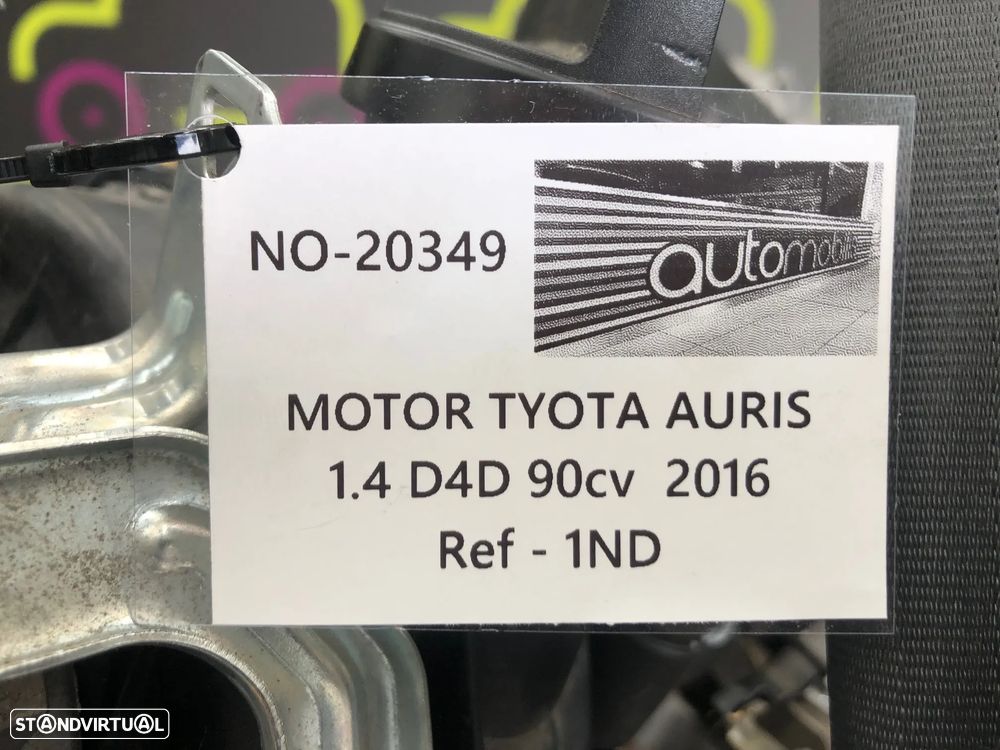 NO-20349
automobile
MOTOR TYOTA AURIS
1.4 D4D 90cv 2016
Ref - 1ND
STANDVIRTUAL